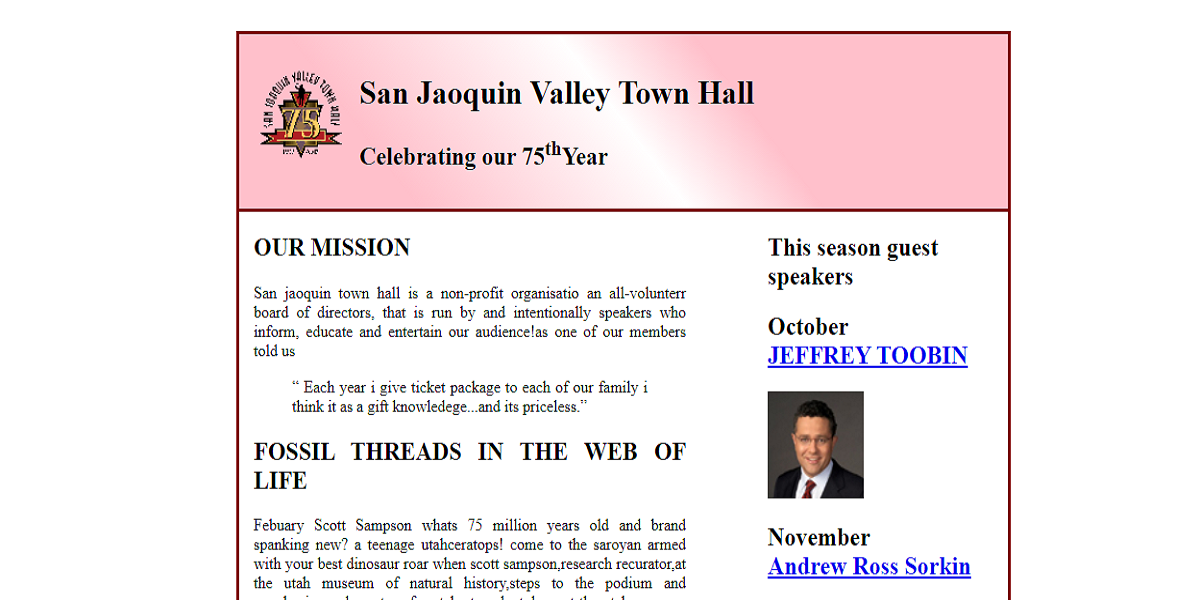 SAN JOAQUIN VALLEY TOWN HALL
75
San Jaoquin Valley Town Hall
Celebrating our 75thYear
OUR MISSION
San jaoquin town hall is a non-profit organisatio an all-volunterr
board of directors, that is run by and intentionally speakers who
inform, educate and entertain our audience!as one of our members
told us
“ Each year i give ticket package to each of our family i
think it as a gift knowledege...and its priceless.”
FOSSIL THREADS IN THE WEB OF
LIFE
Febuary Scott Sampson whats 75 million years old and brand
spanking new? a teenage utahceratops! come to the saroyan armed
with your best dinosaur roar when scott sampson,research recurator,at
the utah museum of natural history,steps to the podium and
This season guest
speakers
October
JEFFREY TOOBIN
November
Andrew Ross Sorkin